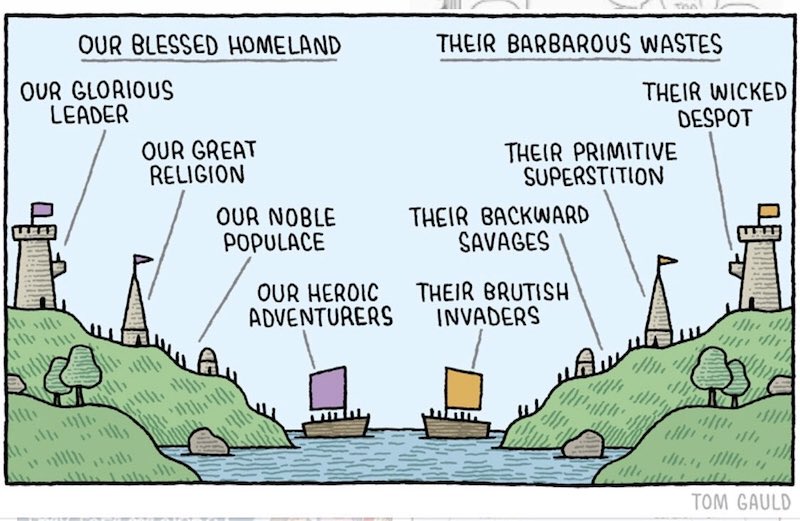 OUR BLESSED HOMELAND
THEIR BARBAROUS WASTES
OUR GLORIOUS
LEADER
THEIR WICKED
DESPOT
OUR GREAT
RELIGION
THEIR PRIMITIVE
SUPERSTITION
OUR NOBLE
POPULACE
THEIR BACKWARD
SAVAGES
OUR HEROIC
ADVENTURERS
THEIR BRUTISH
INVADERS
TOM GAULD